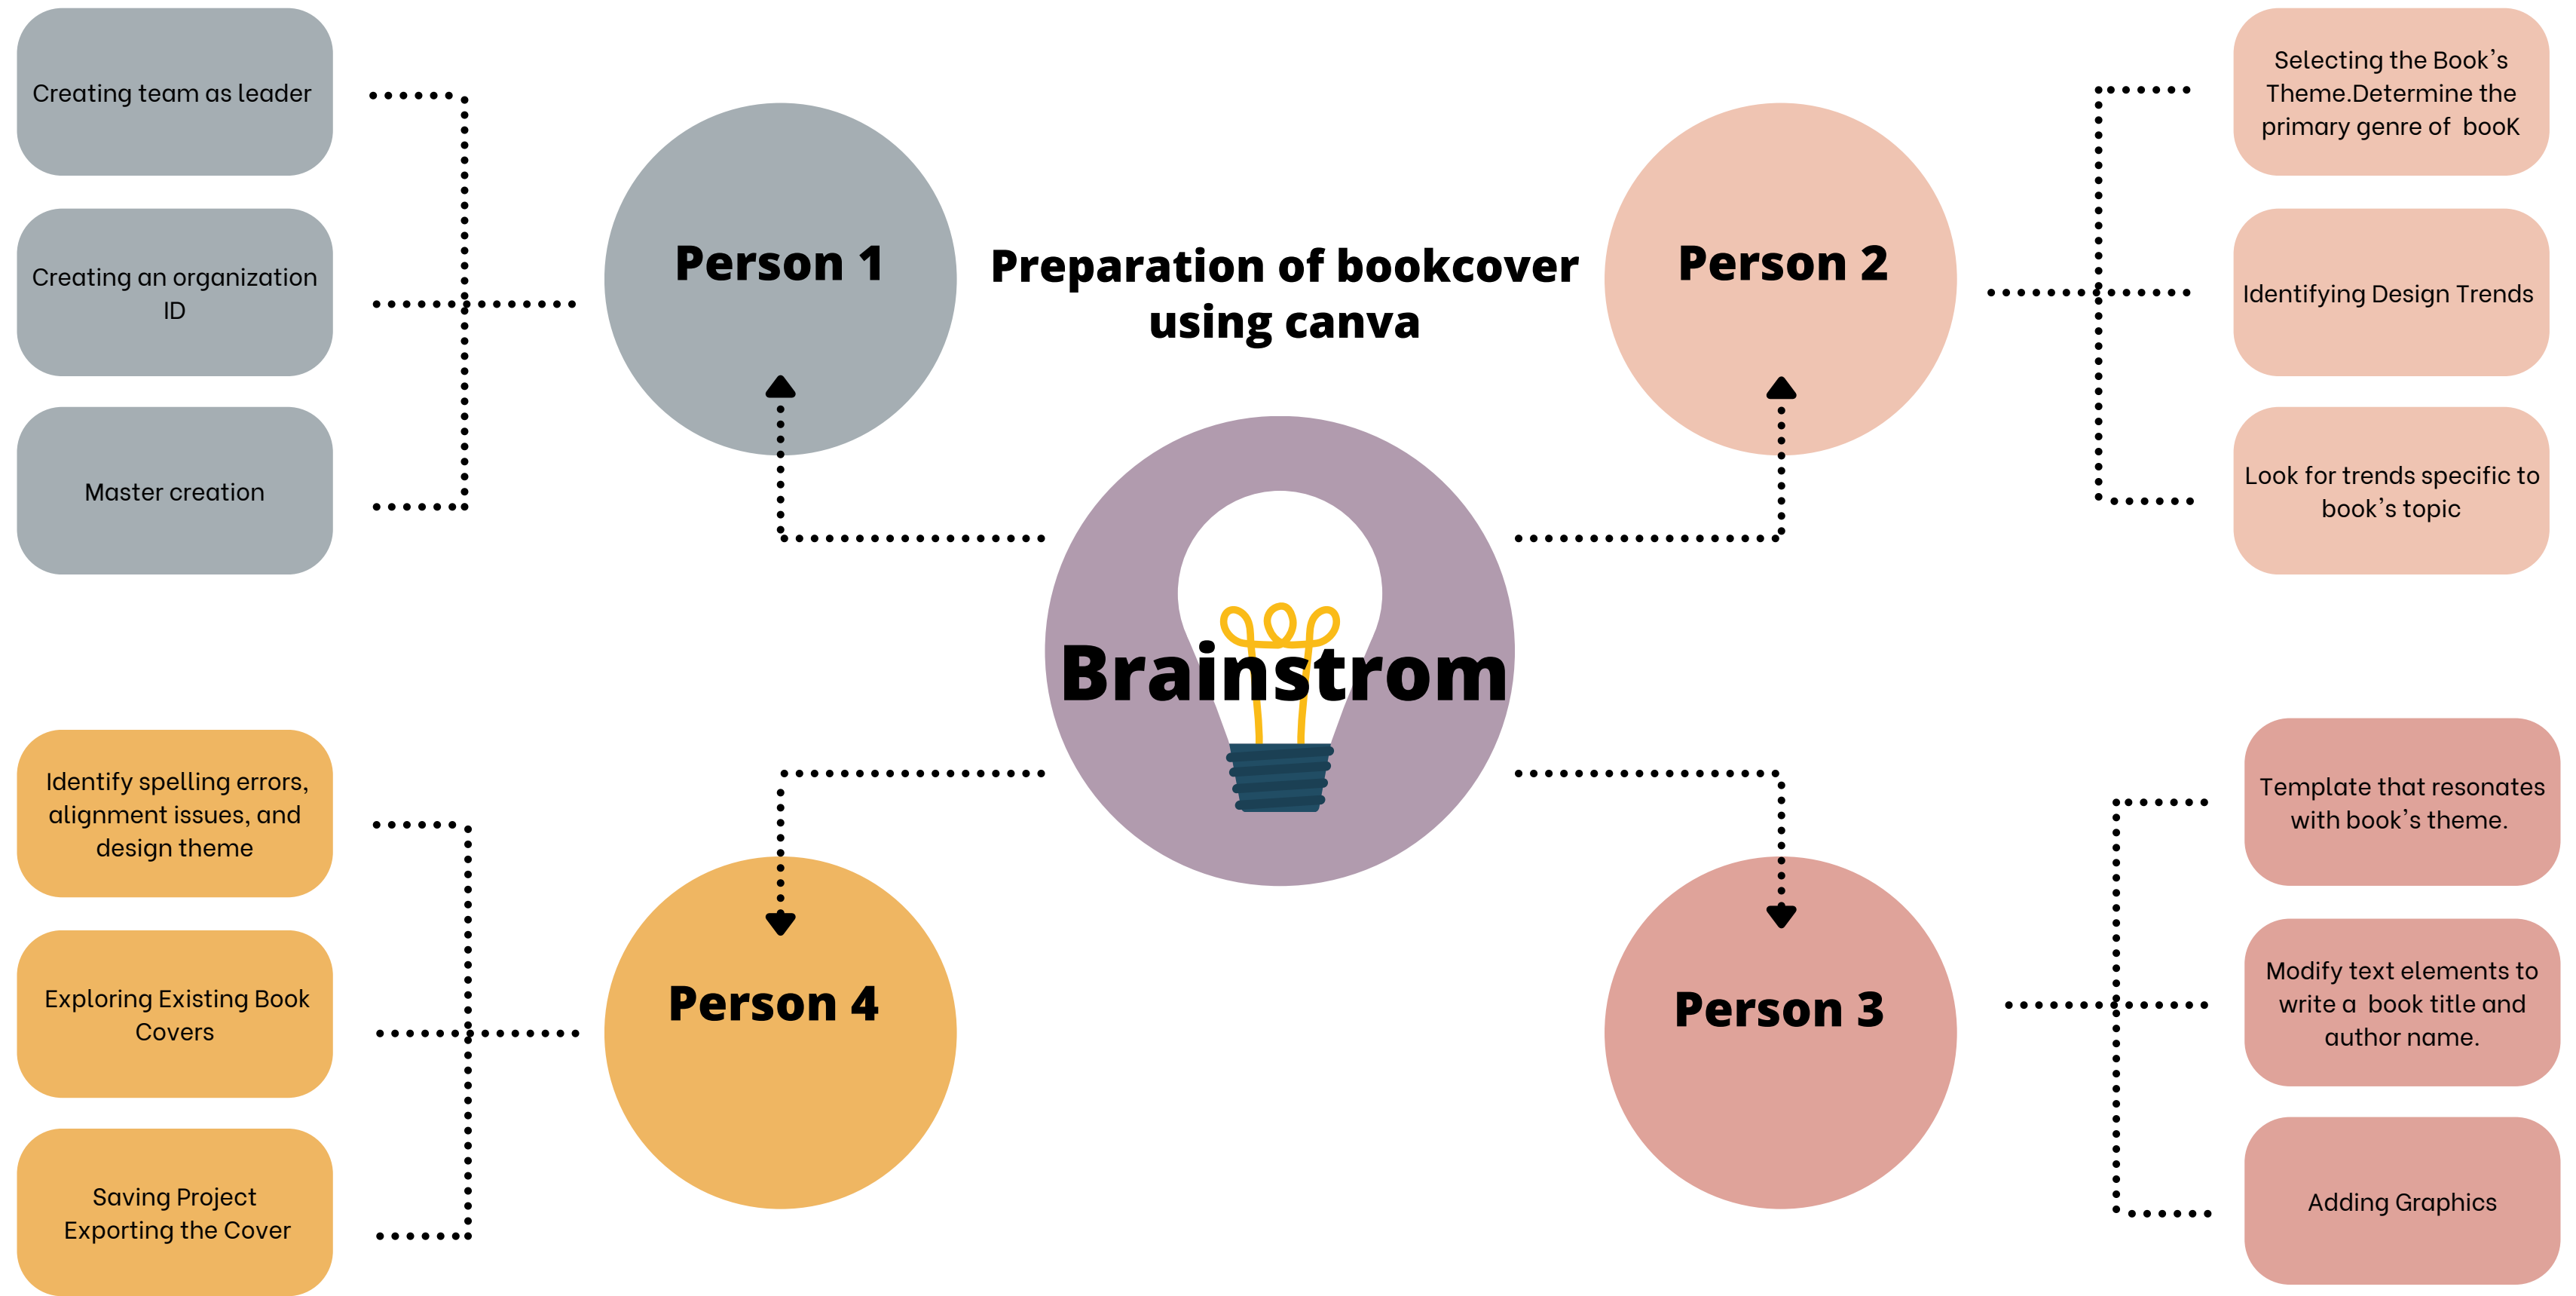 Preparation of bookcover
using canva
Brainstrom
Person 1
Creating team as leader
Creating an organization
ID
Master creation
Person 2
Selecting the Book's
Theme.Determine the
primary genre of  booK
Identifying Design Trends
Look for trends specific to
book's topic
Person 3
Template that resonates
with book's theme.
Modify text elements to
write a  book title and
author name.
Adding Graphics
Person 4
Identify spelling errors,
alignment issues, and
design theme
Exploring Existing Book
Covers
Saving Project
Exporting the Cover